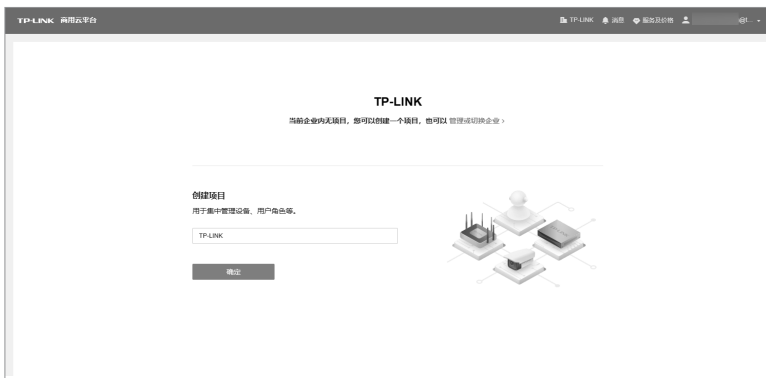 TP-LINK 商用云平台
TP-LINK 消息 服务及价格 @t...
TP-LINK
当前企业内无项目，您可以创建一个项目，也可以 管理或切换企业 >
创建项目
用于集中管理设备、用户角色等。
TP-LINK
确定
TP-LINK